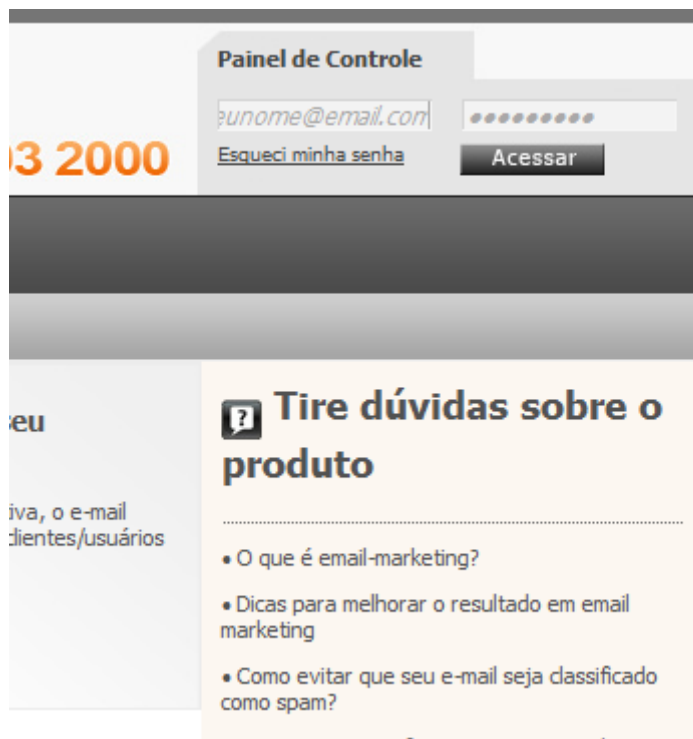 Painel de Controle
eunome@email.com
Esqueci minha senha
Acessar
03 2000
eu
Tire dúvidas sobre o
produto
iva, o e-mail
clientes/usuários
• O que é email-marketing?
• Dicas para melhorar o resultado em email
marketing
• Como evitar que seu e-mail seja classificado
como spam?